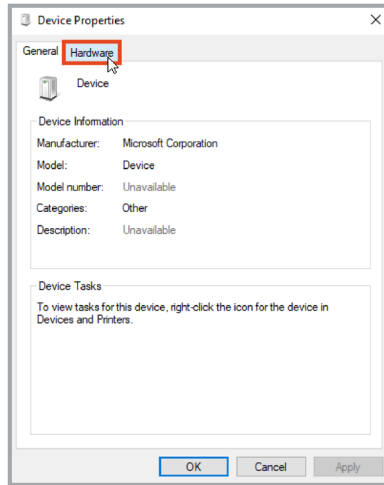 Device Properties
General Hardware
Device
Device Information
Manufacturer: Microsoft Corporation
Model: Device
Model number: Unavailable
Categories: Other
Description: Unavailable
Device Tasks
To view tasks for this device, right-click the icon for the device in
Devices and Printers.
OK Cancel Apply